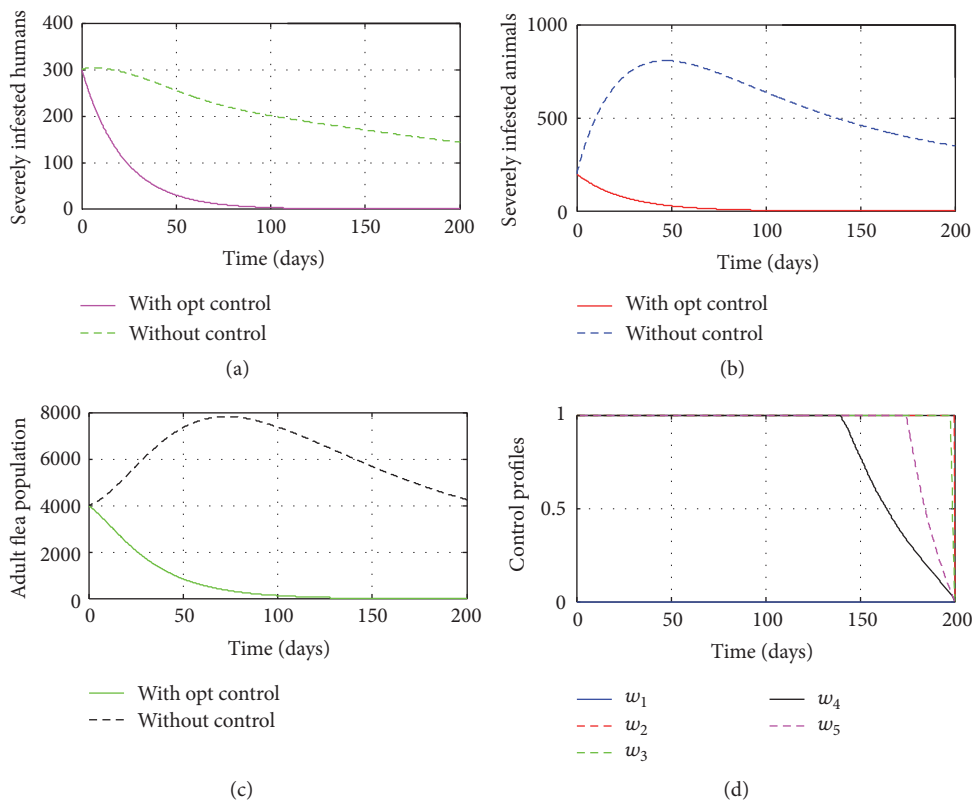 Severely infested humans
400
300
200
100
0
0 50 100 150 200
Time (days)
With opt control
Without control
(a)
Severely infested animals
1000
500
0
0 50 100 150 200
Time (days)
With opt control
Without control
(b)
Adult flea population
8000
6000
4000
2000
0
0 50 100 150 200
Time (days)
With opt control
Without control
(c)
Control profiles
1
0.5
0
0 50 100 150 200
Time (days)
w1
w2
w3
w4
w5
(d)